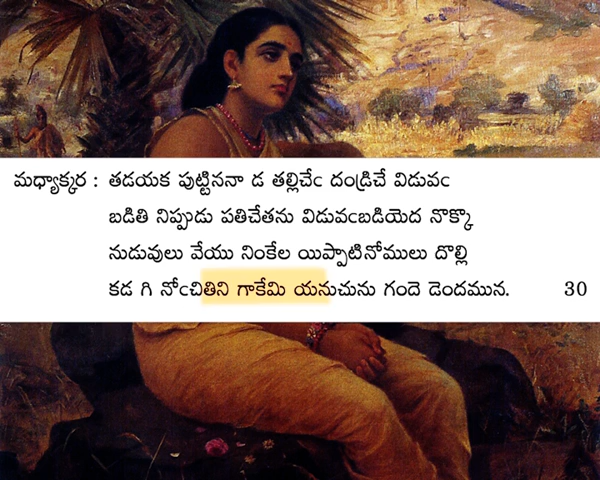 మధ్యాక్కర : తడయక పుట్టిననా డ తల్లిచేఁ దండ్రిచే విడువఁ
బడితి నిప్పుడు పతిచేతను విడువఁబడియెద నొక్కొ
నుడువులు వేయు నింకేల యిప్పాటినోములు దొల్లి
కడ గి నోఁచితిని గాకేమి యనుచును గందె డెందమున. 30